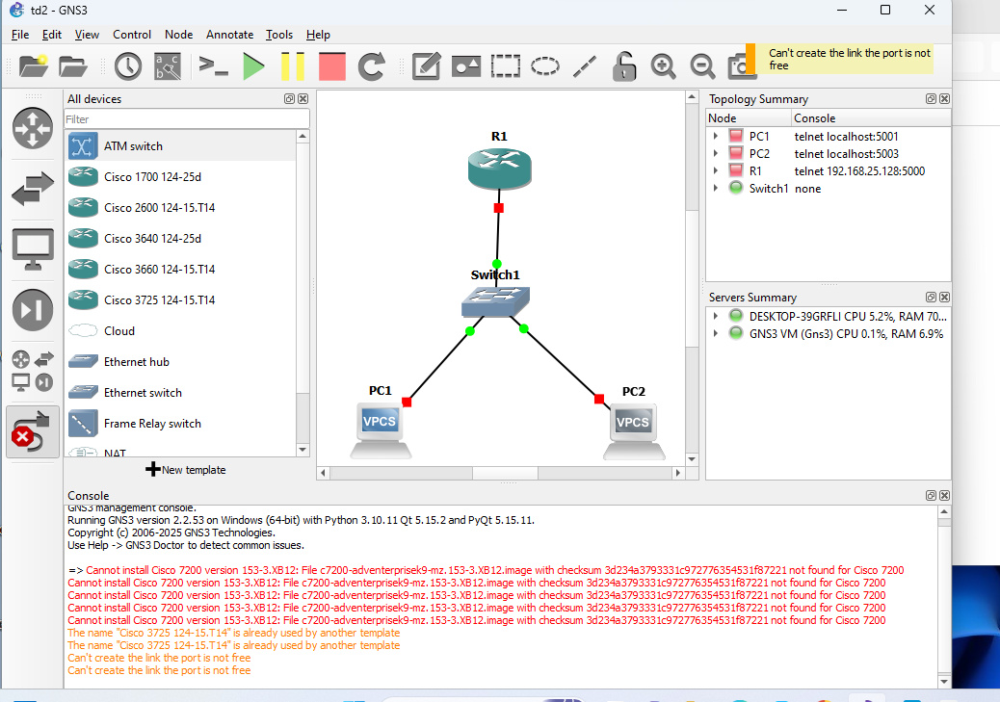 td2 - GNS3
File Edit View Control Node Annotate Tools Help
Can't create the link the port is not
free
All devices
Filter
ATM switch
Cisco 1700 124-25d
Cisco 2600 124-15.T14
Cisco 3640 124-25d
Cisco 3660 124-15.T14
Cisco 3725 124-15.T14
Cloud
Ethernet hub
Ethernet switch
Frame Relay switch
NAT
New template
R1
Switch1
PC1
PC2
VPCS
VPCS
Topology Summary
Node Console
PC1 telnet localhost:5001
PC2 telnet localhost:5003
R1 telnet 192.168.25.128:5000
Switch1 none
Servers Summary
DESKTOP-39GRFLI CPU 5.2%, RAM 70...
GNS3 VM (Gns3) CPU 0.1%, RAM 6.9%
Console
GNS3 management console.
Running GNS3 version 2.2.53 on Windows (64-bit) with Python 3.10.11 Qt 5.15.2 and PyQt 5.15.11.
Copyright (c) 2006-2025 GNS3 Technologies.
Use Help -> GNS3 Doctor to detect common issues.
=> Cannot install Cisco 7200 version 153-3.XB12: File c7200-adventerprisek9-mz.153-3.XB12.image with checksum 3d234a3793331c972776354531f87221 not found for Cisco 7200
Cannot install Cisco 7200 version 153-3.XB12: File c7200-adventerprisek9-mz.153-3.XB12.image with checksum 3d234a3793331c972776354531f87221 not found for Cisco 7200
Cannot install Cisco 7200 version 153-3.XB12: File c7200-adventerprisek9-mz.153-3.XB12.image with checksum 3d234a3793331c972776354531f87221 not found for Cisco 7200
Cannot install Cisco 7200 version 153-3.XB12: File c7200-adventerprisek9-mz.153-3.XB12.image with checksum 3d234a3793331c972776354531f87221 not found for Cisco 7200
Cannot install Cisco 7200 version 153-3.XB12: File c7200-adventerprisek9-mz.153-3.XB12.image with checksum 3d234a3793331c972776354531f87221 not found for Cisco 7200
The name "Cisco 3725 124-15.T14" is already used by another template
The name "Cisco 3725 124-15.T14" is already used by another template
Can't create the link the port is not free
Can't create the link the port is not free